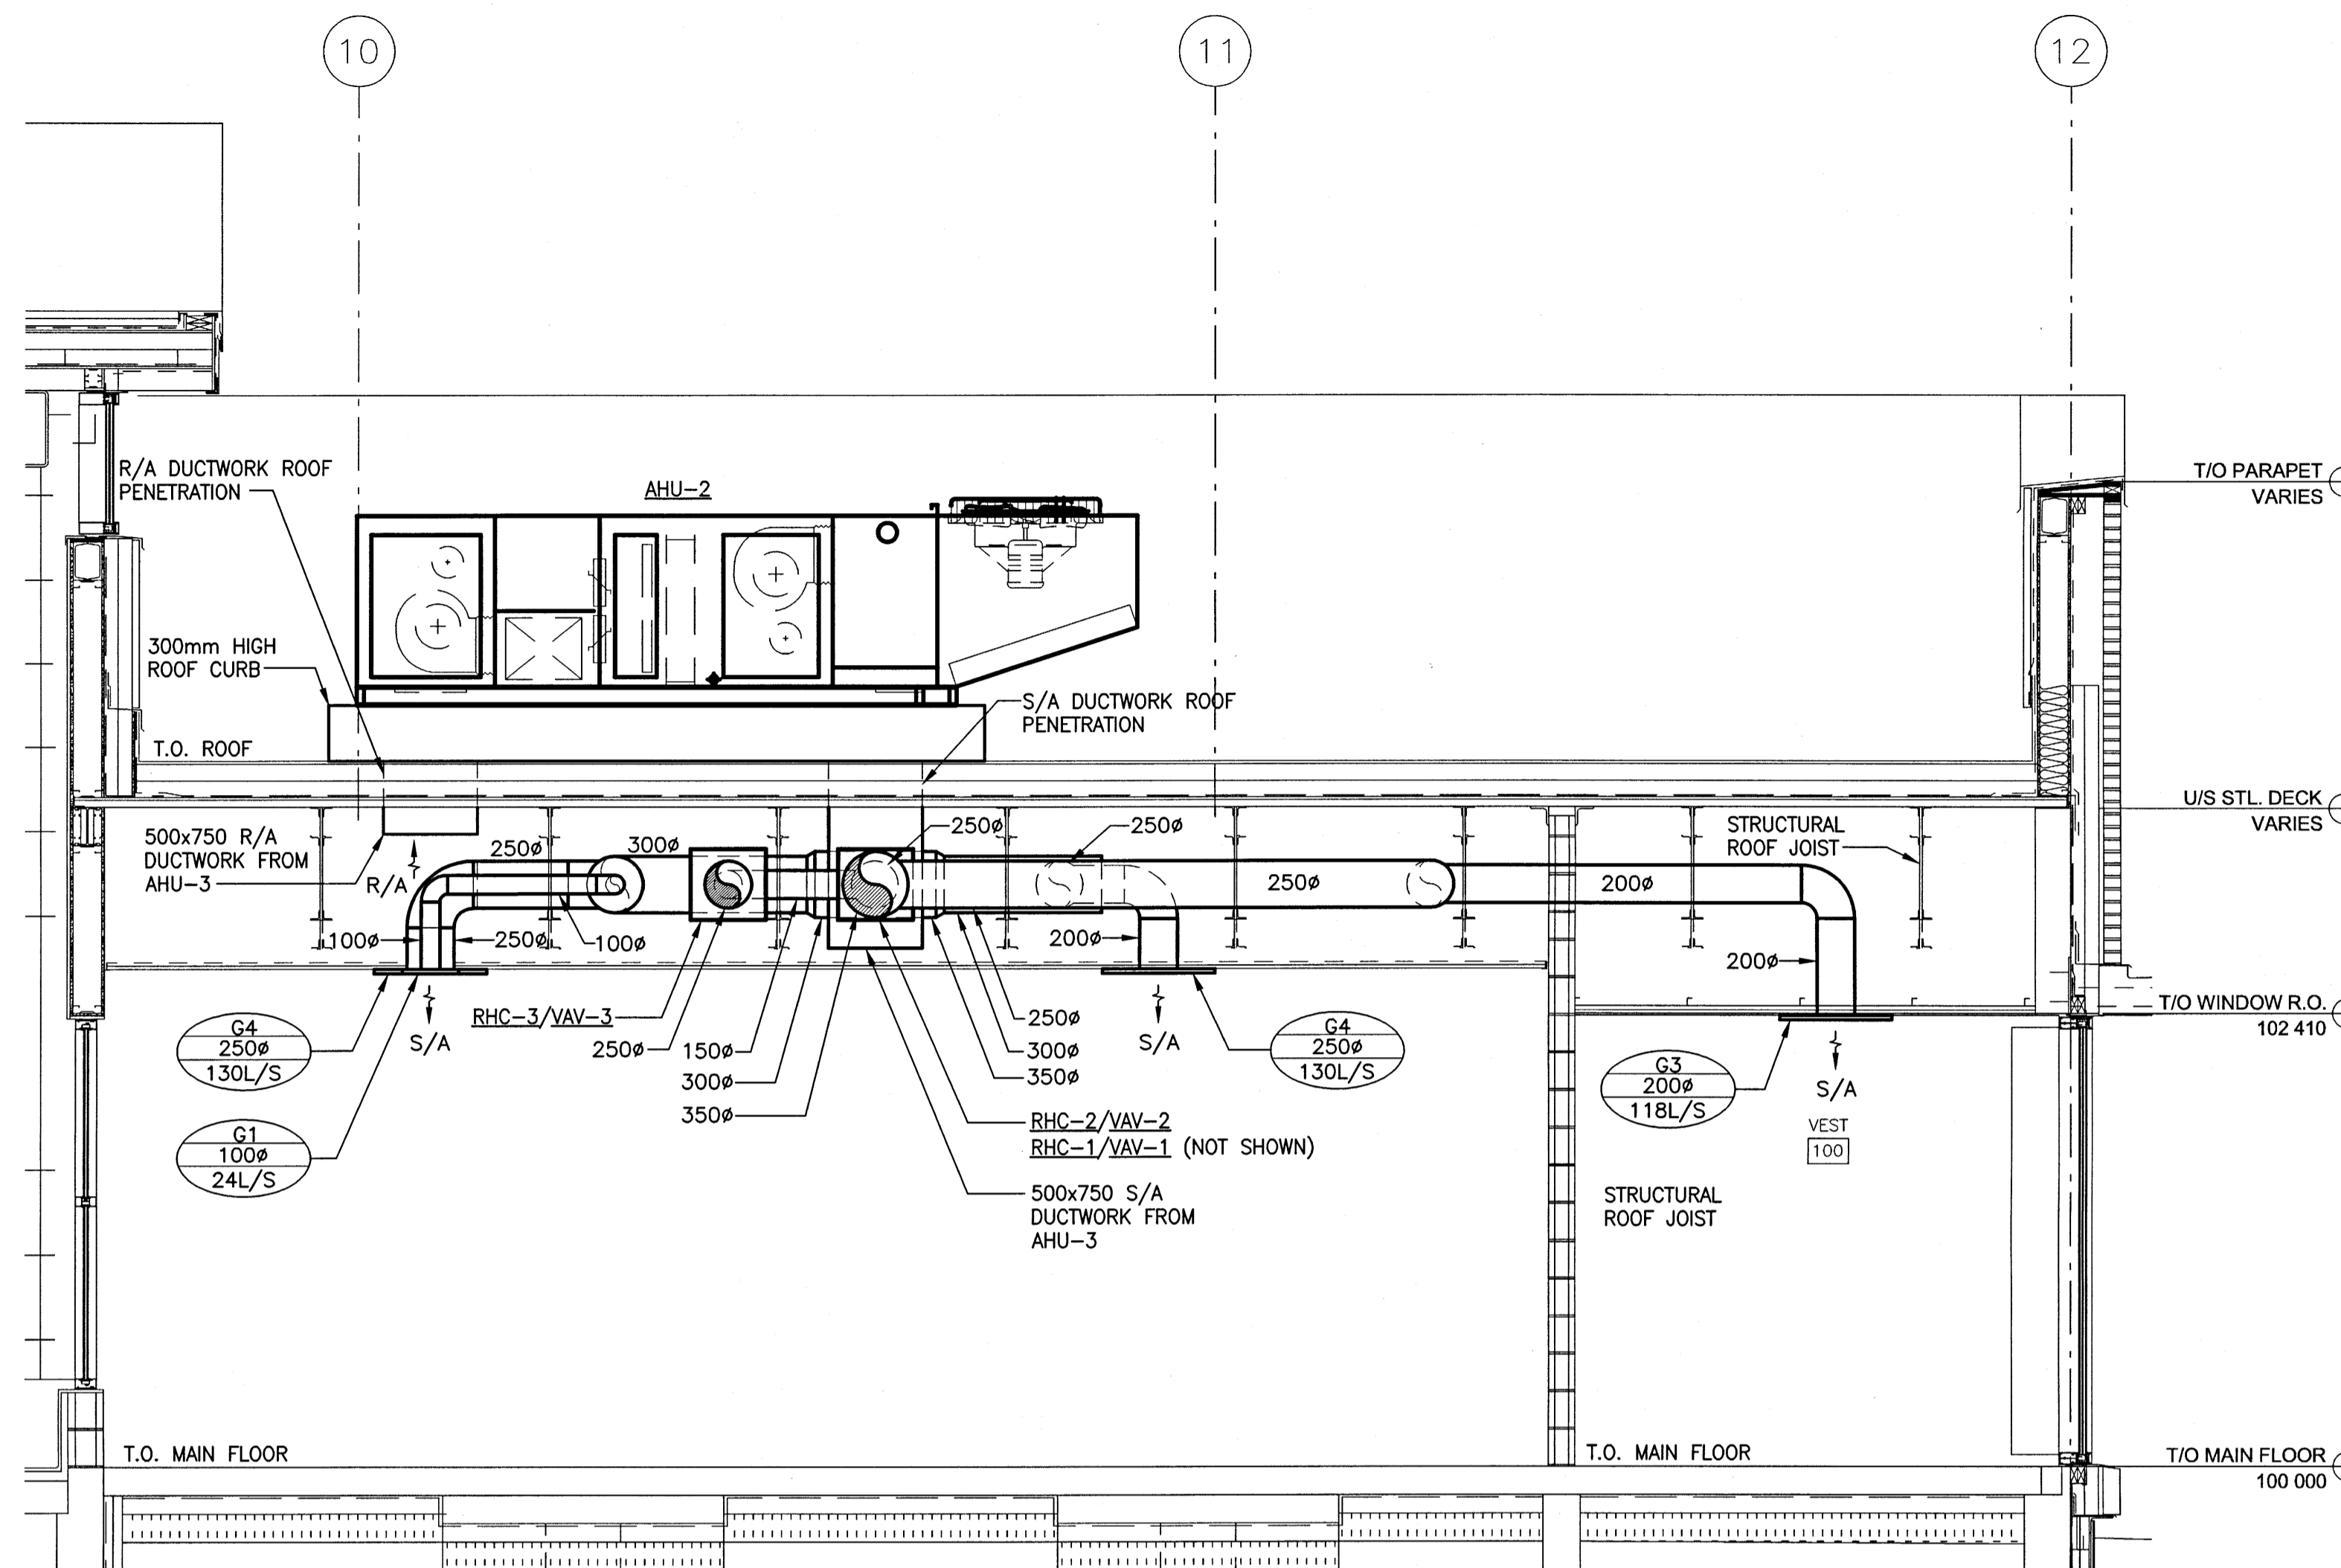 10
11
12
R/A DUCTWORK ROOF
PENETRATION
AHU-2
T/O PARAPET
VARIES
300mm HIGH
ROOF CURB
S/A DUCTWORK ROOF
PENETRATION
T.O. ROOF
U/S STL. DECK
VARIES
500x750 R/A
DUCTWORK FROM
AHU-3
R/A
250ø
300ø
250ø
250ø
STRUCTURAL
ROOF JOIST
250ø
200ø
100ø
250ø
100ø
200ø
200ø
RHC-3/VAV-3
250ø
150ø
300ø
350ø
250ø
300ø
350ø
S/A
S/A
S/A
G4
250ø
130L/S
G4
250ø
130L/S
G3
200ø
118L/S
G1
100ø
24L/S
T/O WINDOW R.O.
102 410
RHC-2/VAV-2
RHC-1/VAV-1 (NOT SHOWN)
VEST
100
500x750 S/A
DUCTWORK FROM
AHU-3
STRUCTURAL
ROOF JOIST
T.O. MAIN FLOOR
T.O. MAIN FLOOR
T/O MAIN FLOOR
100 000